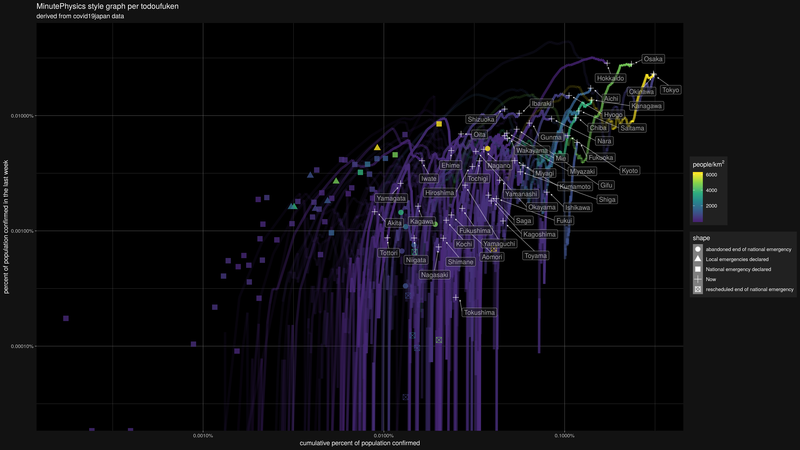 MinutePhysics style graph per todoufuken
derived from covid19japan data
percent of population confirmed in the last week
0.01000%
0.00100%
0.00010%
Osaka
Hokkaido
Okinawa
Tokyo
Aichi
Kanagawa
Ibaraki
Hyogo
Shizuoka
Chiba
Saitama
Oita
Gunma
Nara
Wakayama
Mie
Fukuoka
Ehime
Nagano
Miyagi
Miyazaki
Kyoto
Iwate
Tochigi
Kumamoto
Gifu
Hiroshima
Yamanashi
Shiga
Yamagata
Okayama
Ishikawa
Akita
Kagawa
Saga
Fukui
Fukushima
Kagoshima
Kochi
Yamaguchi
Tottori
Niigata
Shimane
Aomori
Toyama
Nagasaki
Tokushima
0.0010%
0.0100%
0.1000%
cumulative percent of population confirmed
people/km²
6000
4000
2000
shape
abandoned end of national emergency
Local emergencies declared
National emergency declared
Now
rescheduled end of national emergency